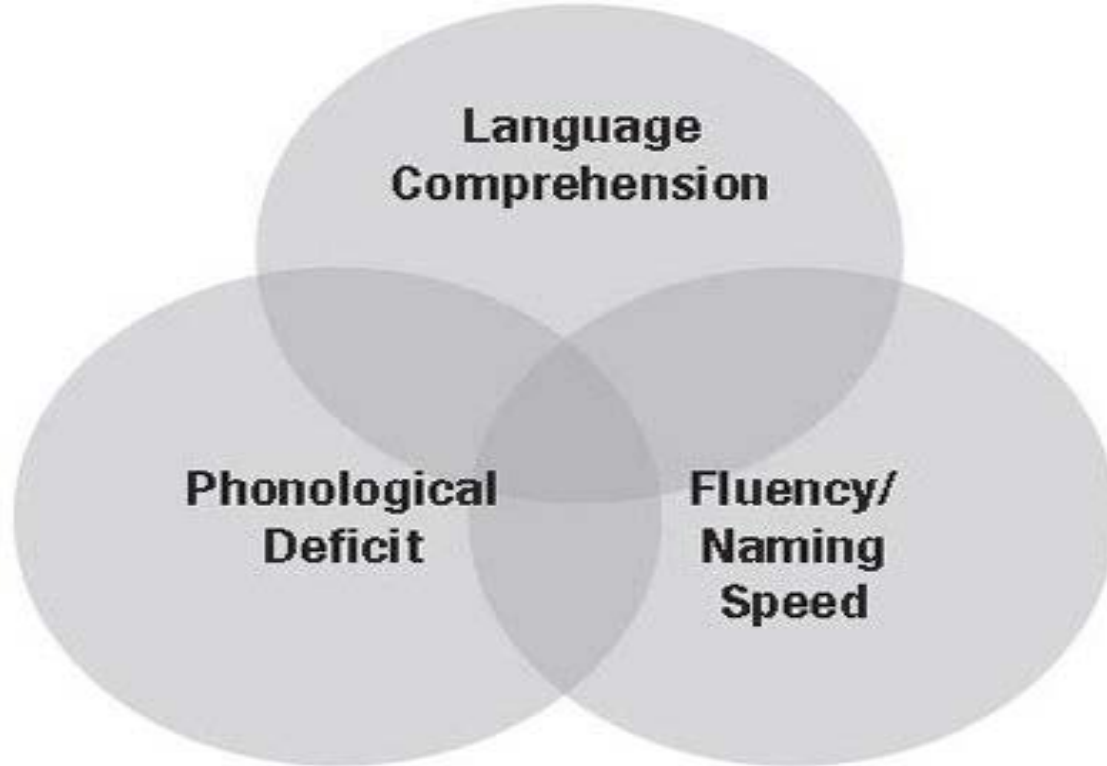 Language
Comprehension
Phonological
Deficit
Fluency/
Naming
Speed